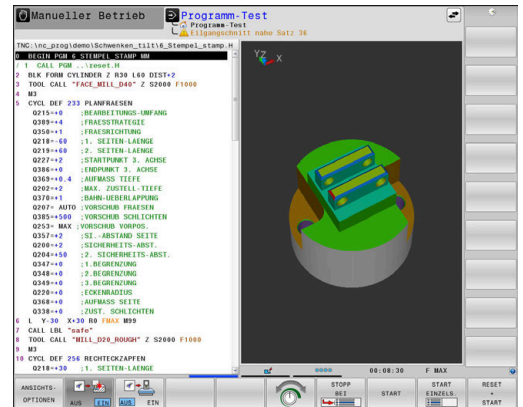 Manueller Betrieb
Programm-Test
Programm-Test
Eilgangschnitt nahe Satz 36
TNC:\nc_prog\demo\Schwenken_tilt\6_Stempel_stamp.H
0 BEGIN PGM 6_STEMPEL_STAMP MM
/ 1 CALL PGM ..\reset.H
2 BLK FORM CYLINDER Z R30 L60 DIST+2
3 TOOL CALL "FACE_MILL_D40" Z S2000 F1000
4 M3
5 CYCL DEF 233 PLANFRAESEN
Q215=+0 ;BEARBEITUNGS-UMFANG
Q389=+4 ;FRAESSTRATEGIE
Q350=+1 ;FRAESRICHTUNG
Q218=-60 ;1. SEITEN-LAENGE
Q219=+60 ;2. SEITEN-LAENGE
Q227=+2 ;STARTPUNKT 3. ACHSE
Q386=+0 ;ENDPUNKT 3. ACHSE
Q369=+0.4 ;AUFMASS TIEFE
Q202=+2 ;MAX. ZUSTELL-TIEFE
Q370=+1 ;BAHN-UEBERLAPPUNG
Q207= AUTO ;VORSCHUB FRAESEN
Q385=+500 ;VORSCHUB SCHLICHTEN
Q253= MAX ;VORSCHUB VORPOS.
Q357=+2 ;SI.-ABSTAND SEITE
Q200=+2 ;SICHERHEITS-ABST.
Q204=+50 ;2. SICHERHEITS-ABST.
Q347=+0 ;1.BEGRENZUNG
Q348=+0 ;2.BEGRENZUNG
Q349=+0 ;3.BEGRENZUNG
Q220=+0 ;ECKENRADIUS
Q368=+0 ;AUFMASS SEITE
Q338=+0 ;ZUST. SCHLICHTEN
6 L Y-30 X+30 R0 FMAX M99
7 CALL LBL "safe"
8 TOOL CALL "MILL_D20_ROUGH" Z S2000 F1000
9 M3
10 CYCL DEF 256 RECHTECKZAPFEN
Q218=+30 ;1. SEITEN-LAENGE
YZ X
00:08:30 F MAX
ANSICHTS-
OPTIONEN
AUS EIN
AUS EIN
STOPP
BEI
START
START
EINZELS.
RESET
+
START